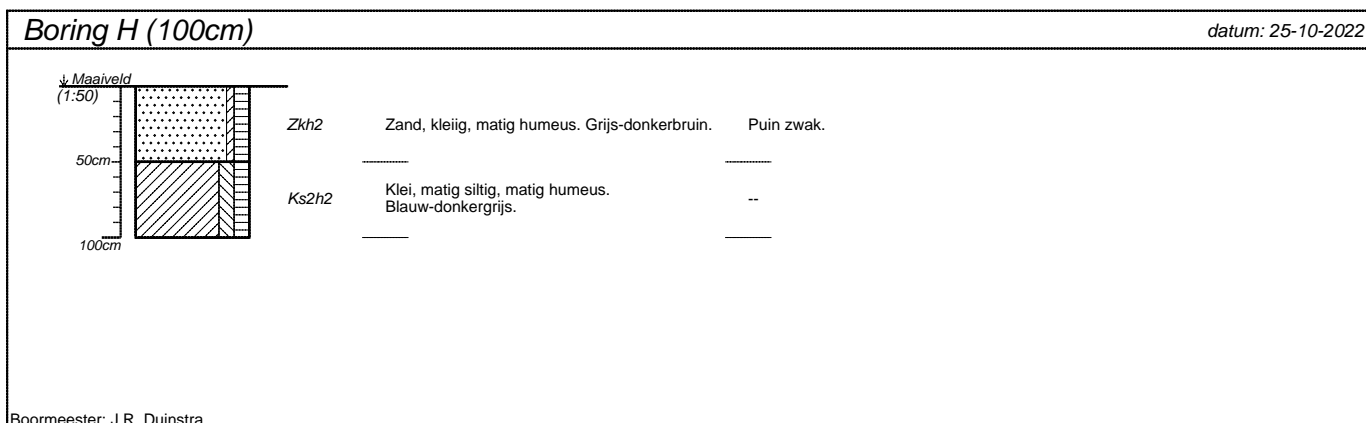 Boring H (100cm)
datum: 25-10-2022
Maaiveld
(1:50)
Zkh2 Zand, kleiig, matig humeus. Grijs-donkerbruin. Puin zwak.
50cm
Ks2h2 Klei, matig siltig, matig humeus. --
Blauw-donkergrijs.
100cm
Boormeester: J.R. Duinstra